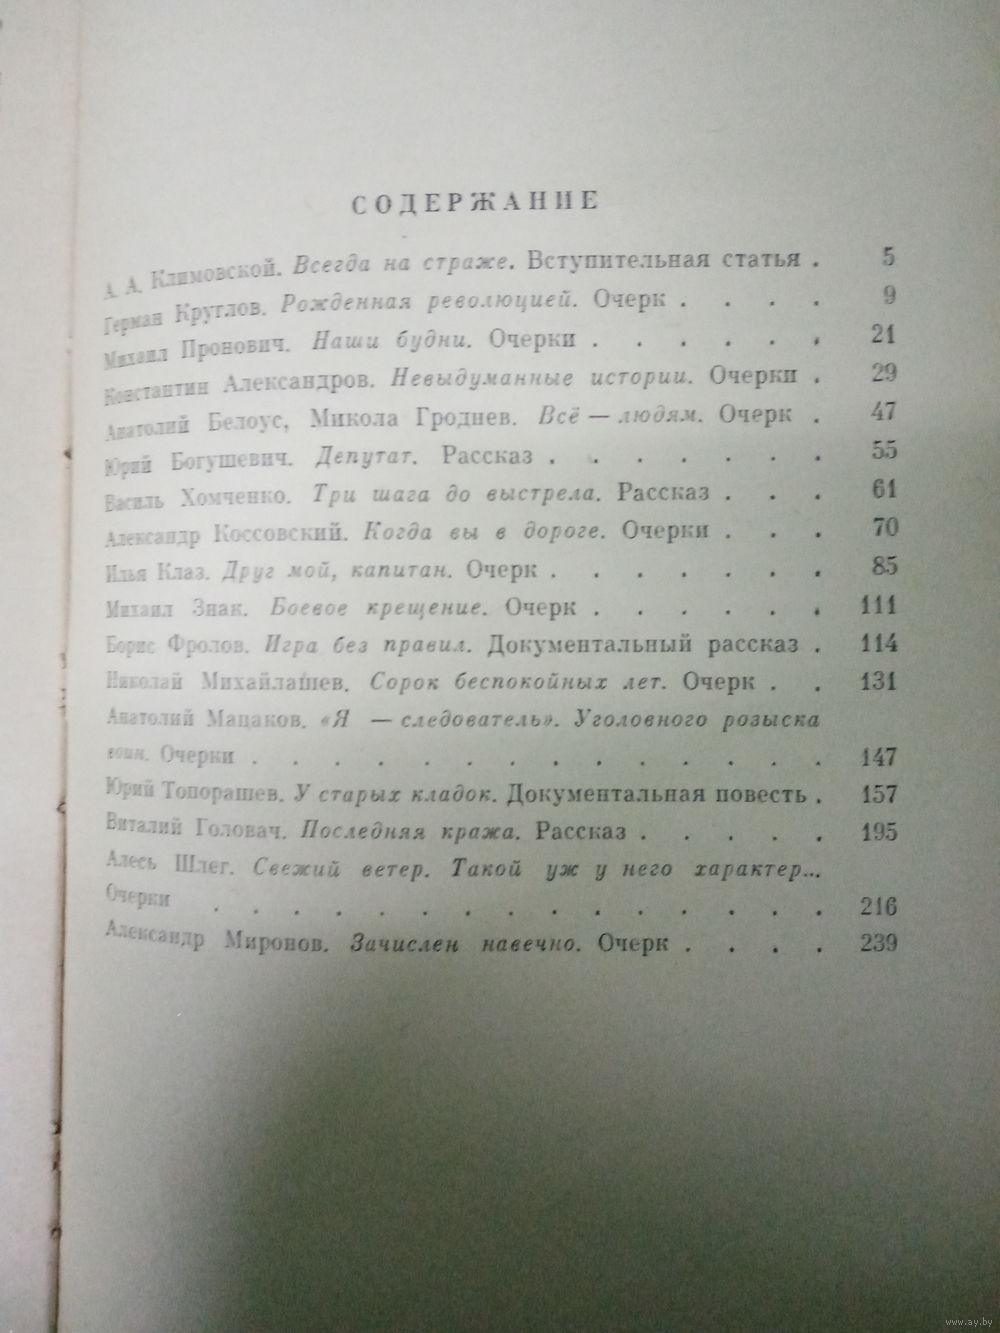 СОДЕРЖАНИЕ
А. А. Климовской. Всегда на страже. Вступительная статья . 5
Герман Круглов. Рожденная революцией. Очерк . . . . 9
Михаил Пронович. Наши будни. Очерки . . . . . . 21
Константин Александров. Невыдуманные истории. Очерки . 29
Анатолий Белоус, Микола Гроднев. Всё — людям. Очерк . 47
Юрий Богушевич. Депутат. Рассказ . . . . . . . 55
Василь Хомченко. Три шага до выстрела. Рассказ . . . 61
Александр Коссовский. Когда вы в дороге. Очерки . . . 70
Илья Клаз. Друг мой, капитан. Очерк . . . . . . . 85
Михаил Знак. Боевое крещение. Очерк . . . . . . 111
Борис Фролов. Игра без правил. Документальный рассказ . 114
Николай Михайлашев. Сорок беспокойных лет. Очерк . . 131
Анатолий Мацаков. «Я — следователь». Уголовного розыска
воин. Очерки . . . . . . . . . . . . . . 147
Юрий Топорашев. У старых кладок. Документальная повесть . 157
Виталий Головач. Последняя кража. Рассказ . . . . . 195
Алесь Шлег. Свежий ветер. Такой уж у него характер...
Очерки . . . . . . . . . . . . . . . 216
Александр Миронов. Зачислен навечно. Очерк . . . . 239
www.ay.by